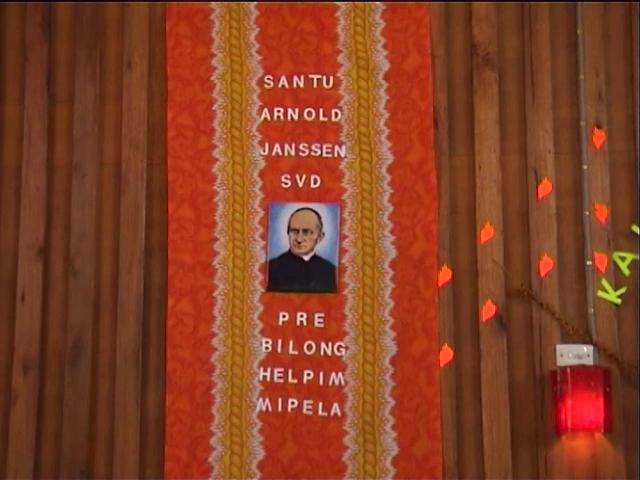 SANTU
ARNOLD
JANSSEN
SVD
PRE
BILONG
HELPIM
MIPELA